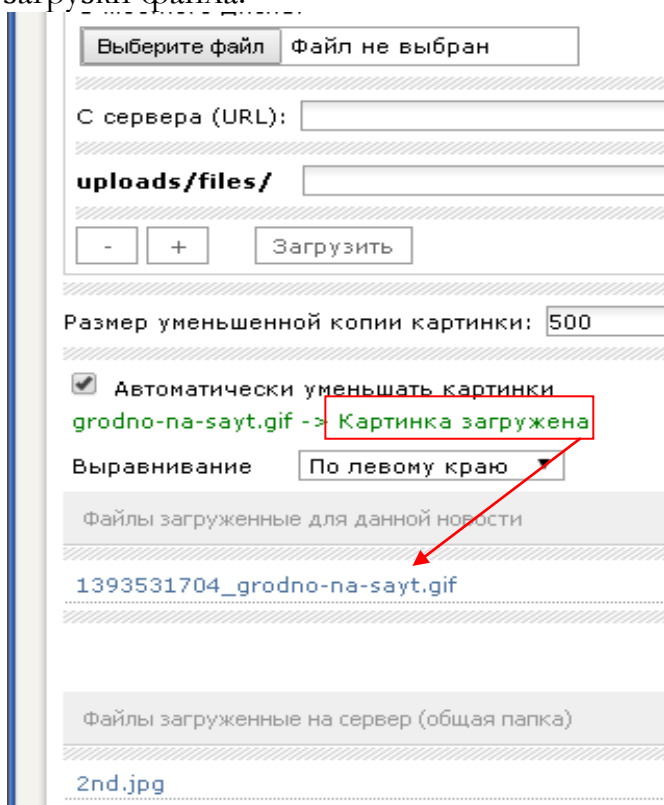 загрузки файла.
Выберите файл Файл не выбран
С сервера (URL):
uploads/files/
- + Загрузить
Размер уменьшенной копии картинки: 500
Автоматически уменьшать картинки
grodno-na-sayt.gif -> Картинка загружена
Выравнивание По левому краю
Файлы загруженные для данной новости
1393531704_grodno-na-sayt.gif
Файлы загруженные на сервер (общая папка)
2nd.jpg